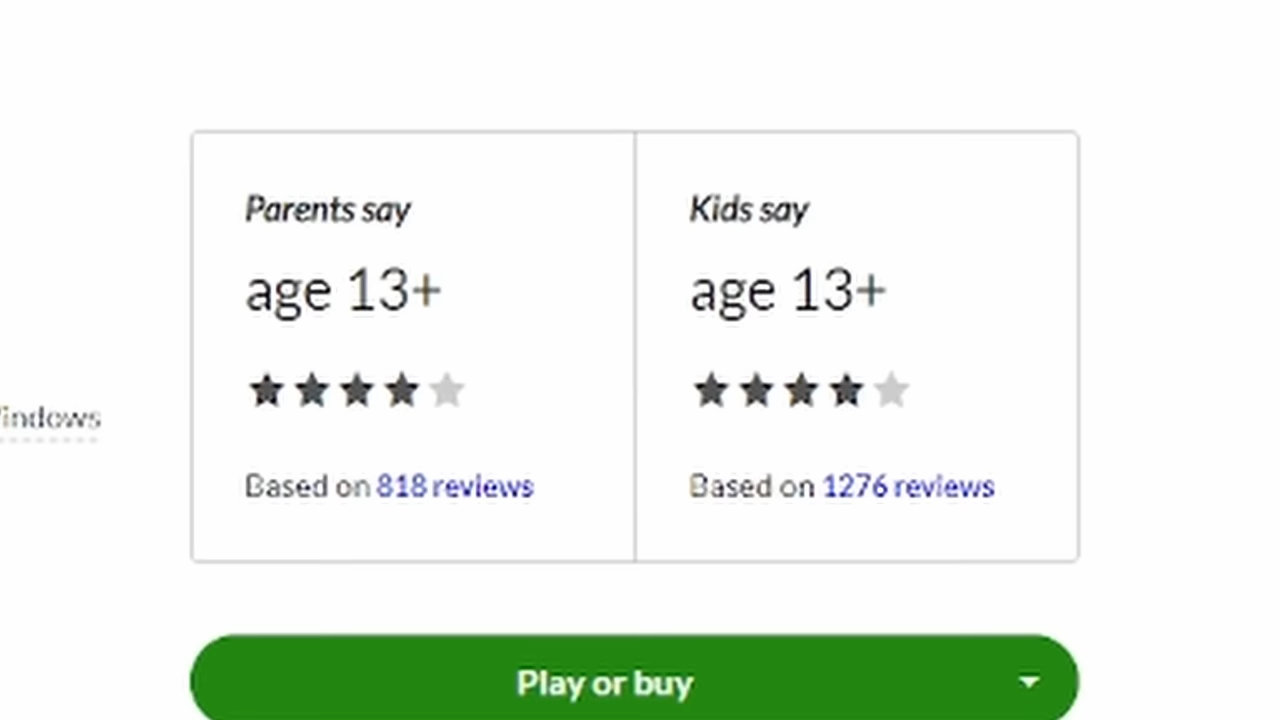 Parents say
age 13+
Based on 818 reviews
Kids say
age 13+
Based on 1276 reviews
indows
Play or buy